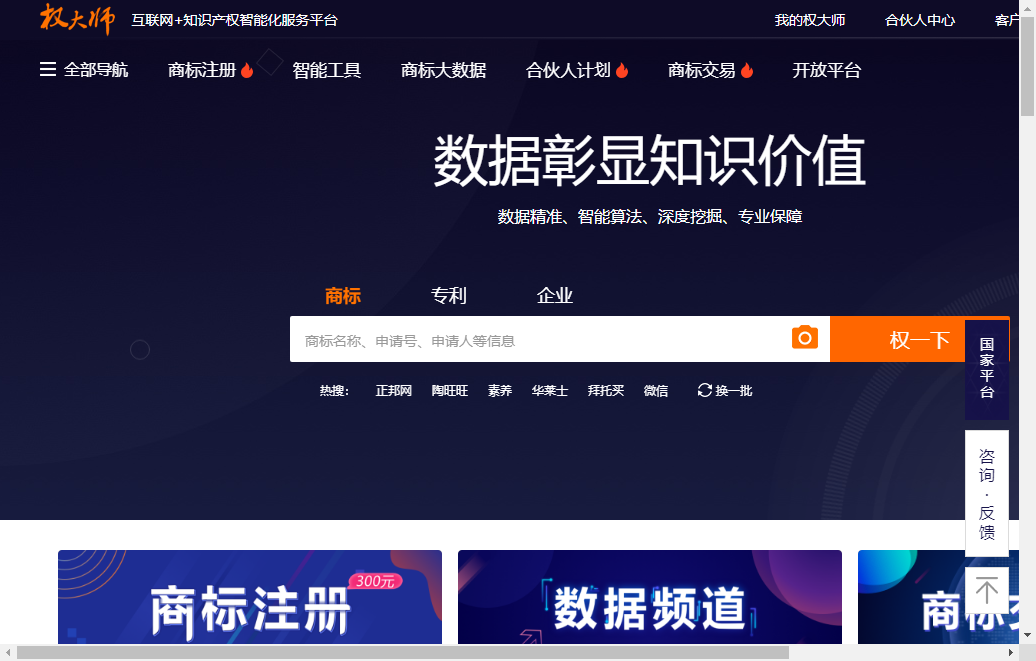 权大师 互联网+知识产权智能化服务平台 我的权大师 合伙人中心 客户
全部导航 商标注册 智能工具 商标大数据 合伙人计划 商标交易 开放平台
数据彰显知识价值
数据精准、智能算法、深度挖掘、专业保障
商标 专利 企业
商标名称、申请号、申请人等信息 权一下
热搜： 正邦网 陶旺旺 素养 华莱士 拜托买 微信 换一批
国家平台
咨询·反馈
商标注册 300元
数据频道
商标交